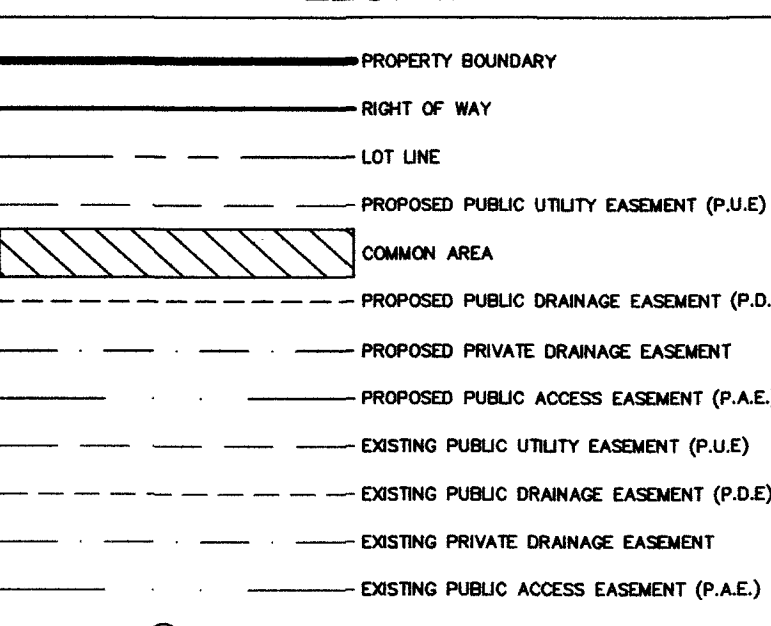 PROPERTY BOUNDARY
RIGHT OF WAY
LOT LINE
PROPOSED PUBLIC UTILITY EASEMENT (P.U.E)
COMMON AREA
PROPOSED PUBLIC DRAINAGE EASEMENT (P.D.
PROPOSED PRIVATE DRAINAGE EASEMENT
PROPOSED PUBLIC ACCESS EASEMENT (P.A.E.
EXISTING PUBLIC UTILITY EASEMENT (P.U.E)
EXISTING PUBLIC DRAINAGE EASEMENT (P.D.E)
EXISTING PRIVATE DRAINAGE EASEMENT
EXISTING PUBLIC ACCESS EASEMENT (P.A.E.)